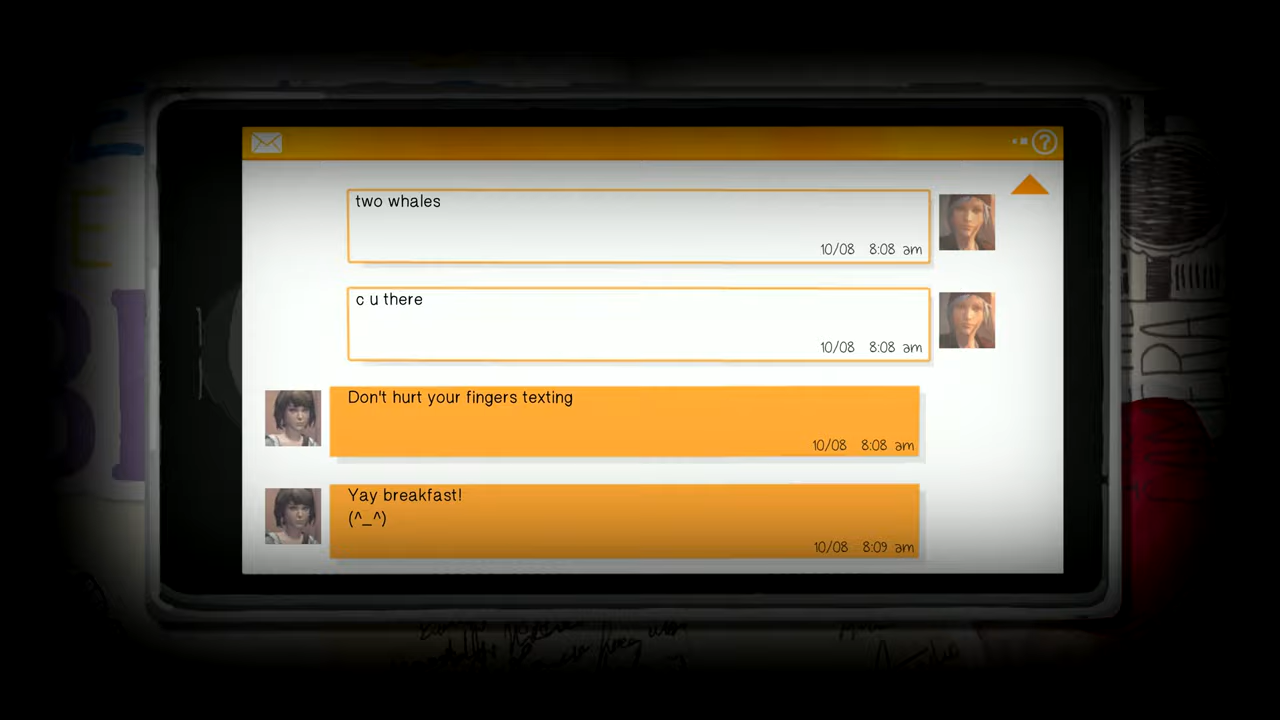 two whales
10/08 8:08 am
c u there
10/08 8:08 am
Don't hurt your fingers texting
10/08 8:08 am
Yay breakfast!
(^_^)
10/08 8:09 am